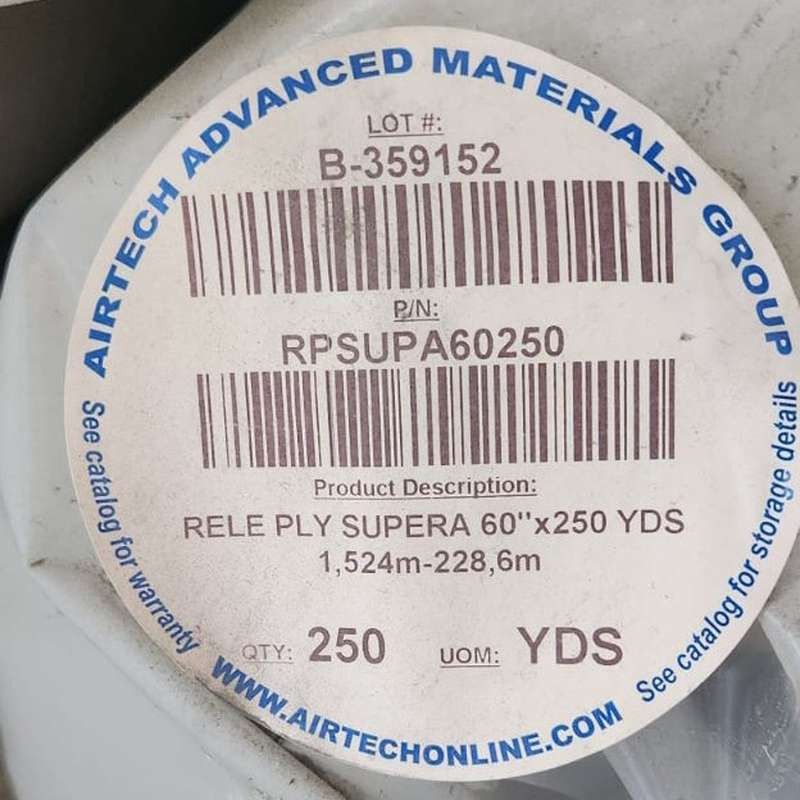 AIRTECH ADVANCED MATERIALS GROUP
LOT #:
B-359152
P/N:
RPSUPA60250
Product Description:
RELE PLY SUPERA 60''x250 YDS
1,524m-228,6m
QTY: 250 UOM: YDS
See catalog for warranty
WWW.AIRTECHONLINE.COM
See catalog for storage details